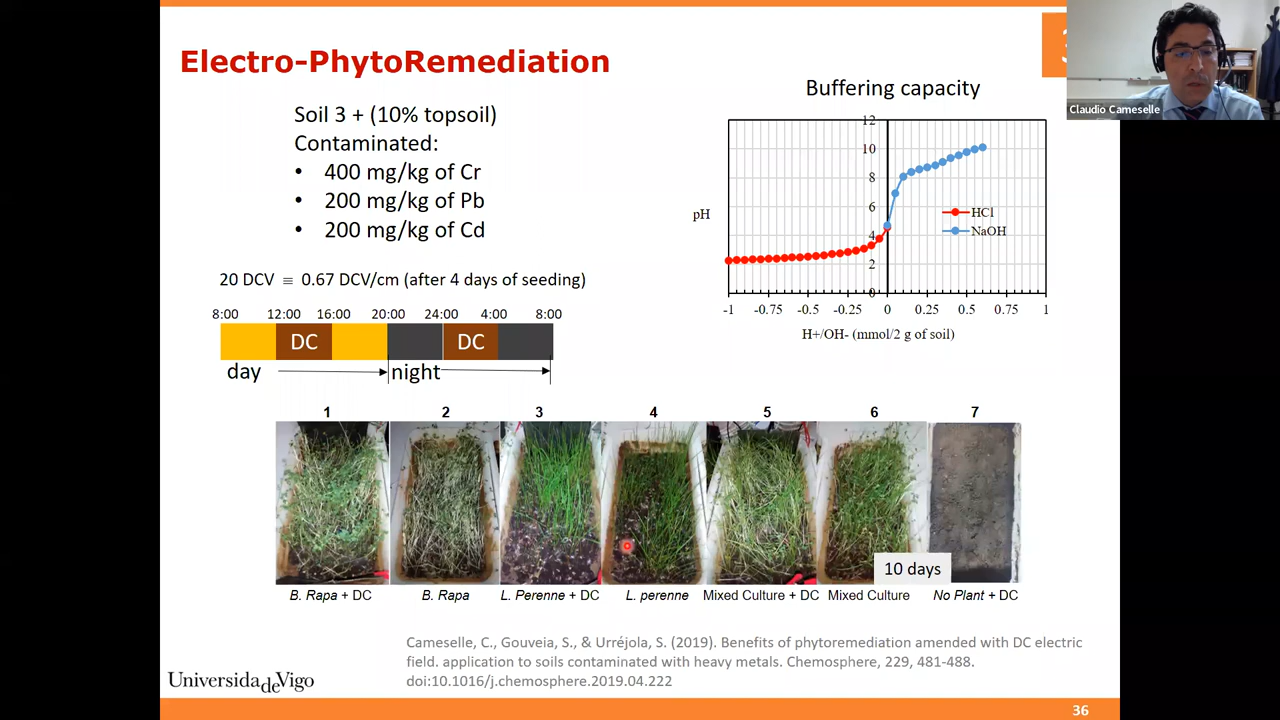 Electro-PhytoRemediation
Claudio Cameselle
Soil 3 + (10% topsoil)
Contaminated:
• 400 mg/kg of Cr
• 200 mg/kg of Pb
• 200 mg/kg of Cd
20 DCV ≡ 0.67 DCV/cm (after 4 days of seeding)
8:00 12:00 16:00 20:00 24:00 4:00 8:00
DC DC
day night
Buffering capacity
12
10
8
6
4
2
0
pH
HCl
NaOH
-1 -0.75 -0.5 -0.25 0 0.25 0.5 0.75 1
H+/OH- (mmol/2 g of soil)
1 2 3 4 5 6 7
10 days
B. Rapa + DC B. Rapa L. Perenne + DC L. perenne Mixed Culture + DC Mixed Culture No Plant + DC
Cameselle, C., Gouveia, S., & Urréjola, S. (2019). Benefits of phytoremediation amended with DC electric
field. application to soils contaminated with heavy metals. Chemosphere, 229, 481-488.
doi:10.1016/j.chemosphere.2019.04.222
UniversidadeVigo
36